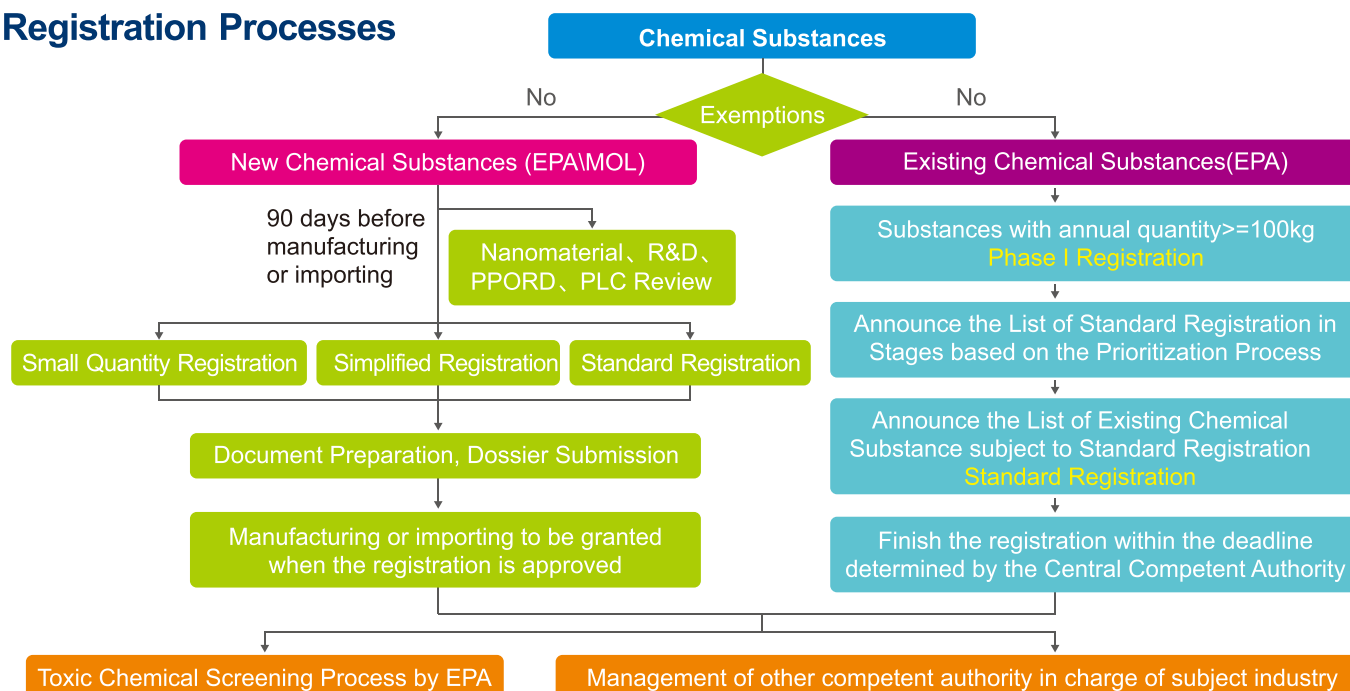 Registration Processes
Chemical Substances
Exemptions
No
No
New Chemical Substances (EPA\MOL)
90 days before
manufacturing
or importing
Nanomaterial、R&D、
PPORD、PLC Review
Small Quantity Registration
Simplified Registration
Standard Registration
Document Preparation, Dossier Submission
Manufacturing or importing to be granted
when the registration is approved
Existing Chemical Substances(EPA)
Substances with annual quantity>=100kg
Phase I Registration
Announce the List of Standard Registration in
Stages based on the Prioritization Process
Announce the List of Existing Chemical
Substance subject to Standard Registration
Standard Registration
Finish the registration within the deadline
determined by the Central Competent Authority
Toxic Chemical Screening Process by EPA
Management of other competent authority in charge of subject industry